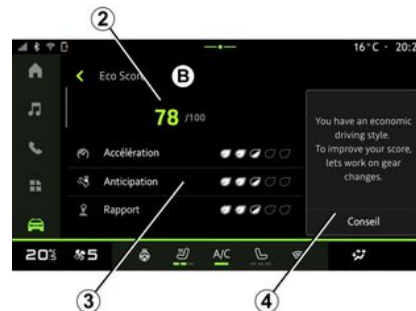 2
16°C · 20:2
Eco Score
B
78 /100
Accélération
Anticipation
Rapport
You have an economic
driving style.
To improve your score,
lets work on gear
changes.
Conseil
20°5 5 A/C
3
4